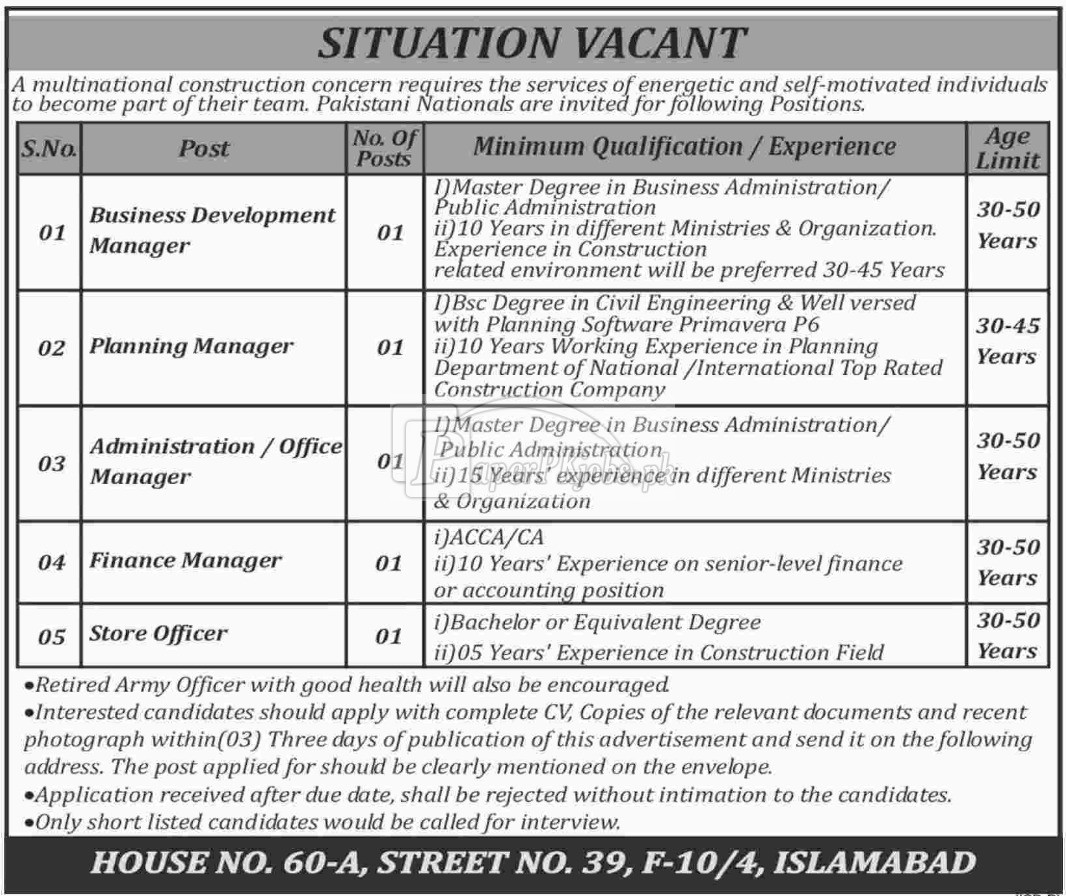 SITUATION VACANT
A multinational construction concern requires the services of energetic and self-motivated individuals
to become part of their team. Pakistani Nationals are invited for following Positions.
S.No. Post No. Of Posts Minimum Qualification / Experience Age Limit
01 Business Development Manager 01
I)Master Degree in Business Administration/
Public Administration
ii)10 Years in different Ministries & Organization.
Experience in Construction
related environment will be preferred 30-45 Years
30-50 Years
02 Planning Manager 01
I)Bsc Degree in Civil Engineering & Well versed
with Planning Software Primavera P6
ii)10 Years Working Experience in Planning
Department of National /International Top Rated
Construction Company
30-45 Years
03 Administration / Office Manager 01
I)Master Degree in Business Administration/
Public Administration
ii)15 Years' experience in different Ministries
& Organization
30-50 Years
04 Finance Manager 01
i)ACCA/CA
ii)10 Years' Experience on senior-level finance
or accounting position
30-50 Years
05 Store Officer 01
i)Bachelor or Equivalent Degree
ii)05 Years' Experience in Construction Field
30-50 Years
PaperPKjobs.pk
•Retired Army Officer with good health will also be encouraged.
•Interested candidates should apply with complete CV, Copies of the relevant documents and recent
photograph within(03) Three days of publication of this advertisement and send it on the following
address. The post applied for should be clearly mentioned on the envelope.
•Application received after due date, shall be rejected without intimation to the candidates.
•Only short listed candidates would be called for interview.
HOUSE NO. 60-A, STREET NO. 39, F-10/4, ISLAMABAD